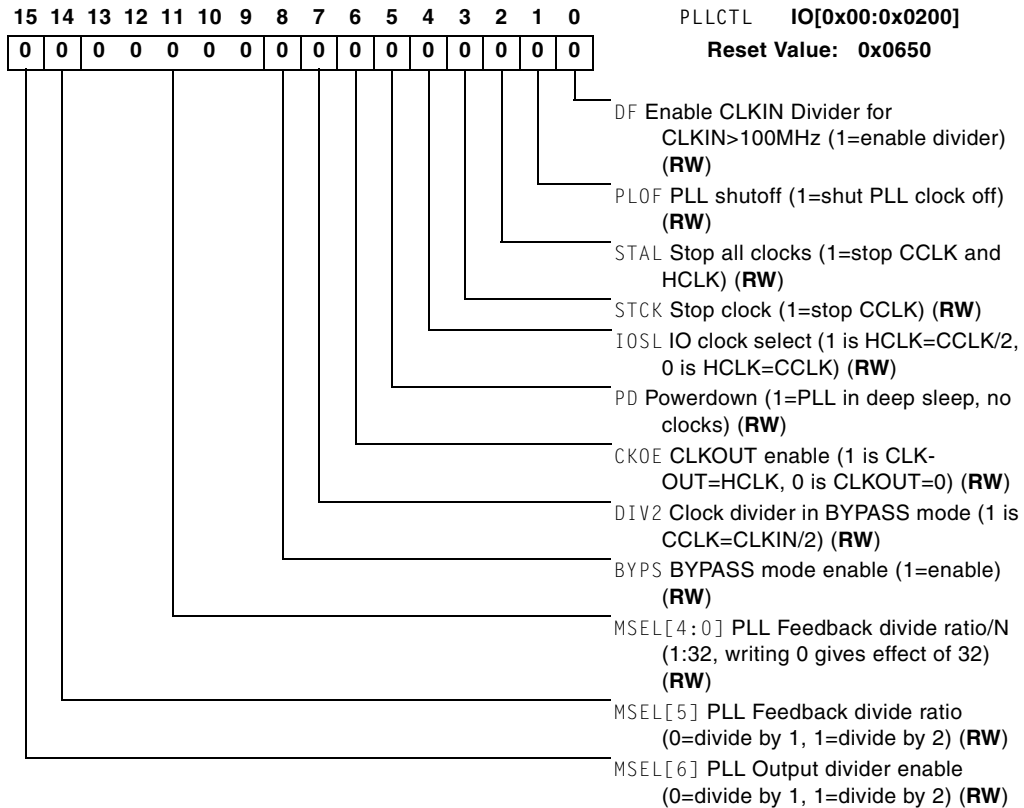 15 14 13 12 11 10 9 8 7 6 5 4 3 2 1 0
PLLCTL IO[0x00:0x0200]
0 0 0 0 0 0 0 0 0 0 0 0 0 0 0 0
Reset Value: 0x0650
DF Enable CLKIN Divider for
CLKIN>100MHz (1=enable divider)
(RW)
PLOF PLL shutoff (1=shut PLL clock off)
(RW)
STAL Stop all clocks (1=stop CCLK and
HCLK) (RW)
STCK Stop clock (1=stop CCLK) (RW)
IOSL IO clock select (1 is HCLK=CCLK/2,
0 is HCLK=CCLK) (RW)
PD Powerdown (1=PLL in deep sleep, no
clocks) (RW)
CKOE CLKOUT enable (1 is CLK-
OUT=HCLK, 0 is CLKOUT=0) (RW)
DIV2 Clock divider in BYPASS mode (1 is
CCLK=CLKIN/2) (RW)
BYPS BYPASS mode enable (1=enable)
(RW)
MSEL[4:0] PLL Feedback divide ratio/N
(1:32, writing 0 gives effect of 32)
(RW)
MSEL[5] PLL Feedback divide ratio
(0=divide by 1, 1=divide by 2) (RW)
MSEL[6] PLL Output divider enable
(0=divide by 1, 1=divide by 2) (RW)